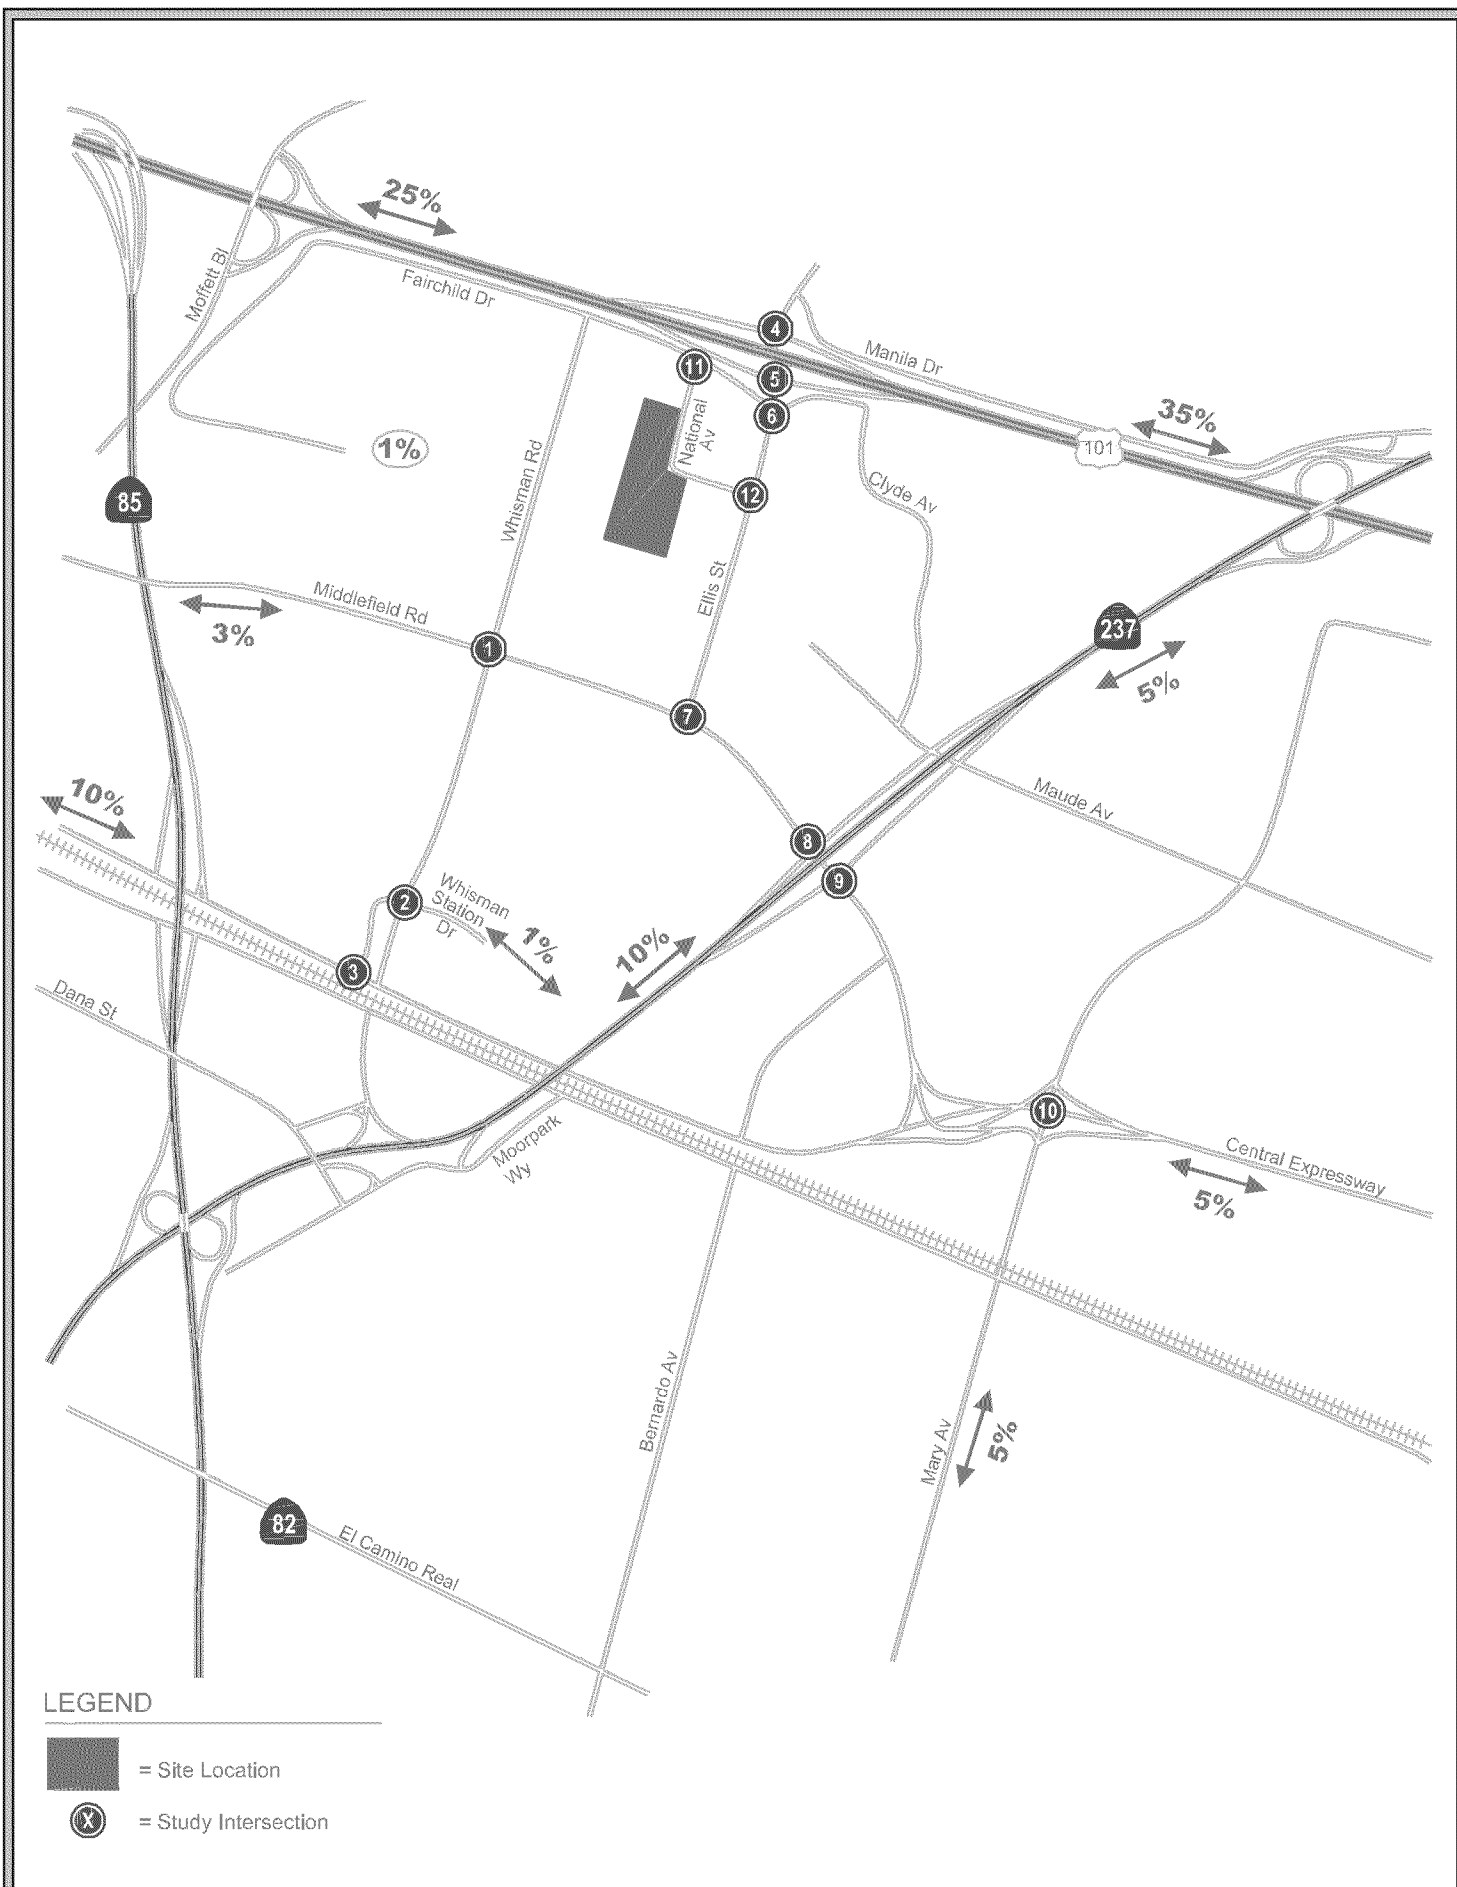 25%
Moffett Bl
Fairchild Dr
4
Manila Dr
11
5
6
35%
101
National
Av
1%
Whisman Rd
12
Clyde Av
85
Ellis St
Middlefield Rd
3%
1
237
5%
7
10%
Maude Av
8
9
2
Whisman
Station
Dr
1%
10%
3
Dana St
10
Moorpark
Wy
Central Expressway
5%
Bernardo Av
Mary Av
5%
82
El Camino Real
LEGEND
= Site Location
X
= Study Intersection